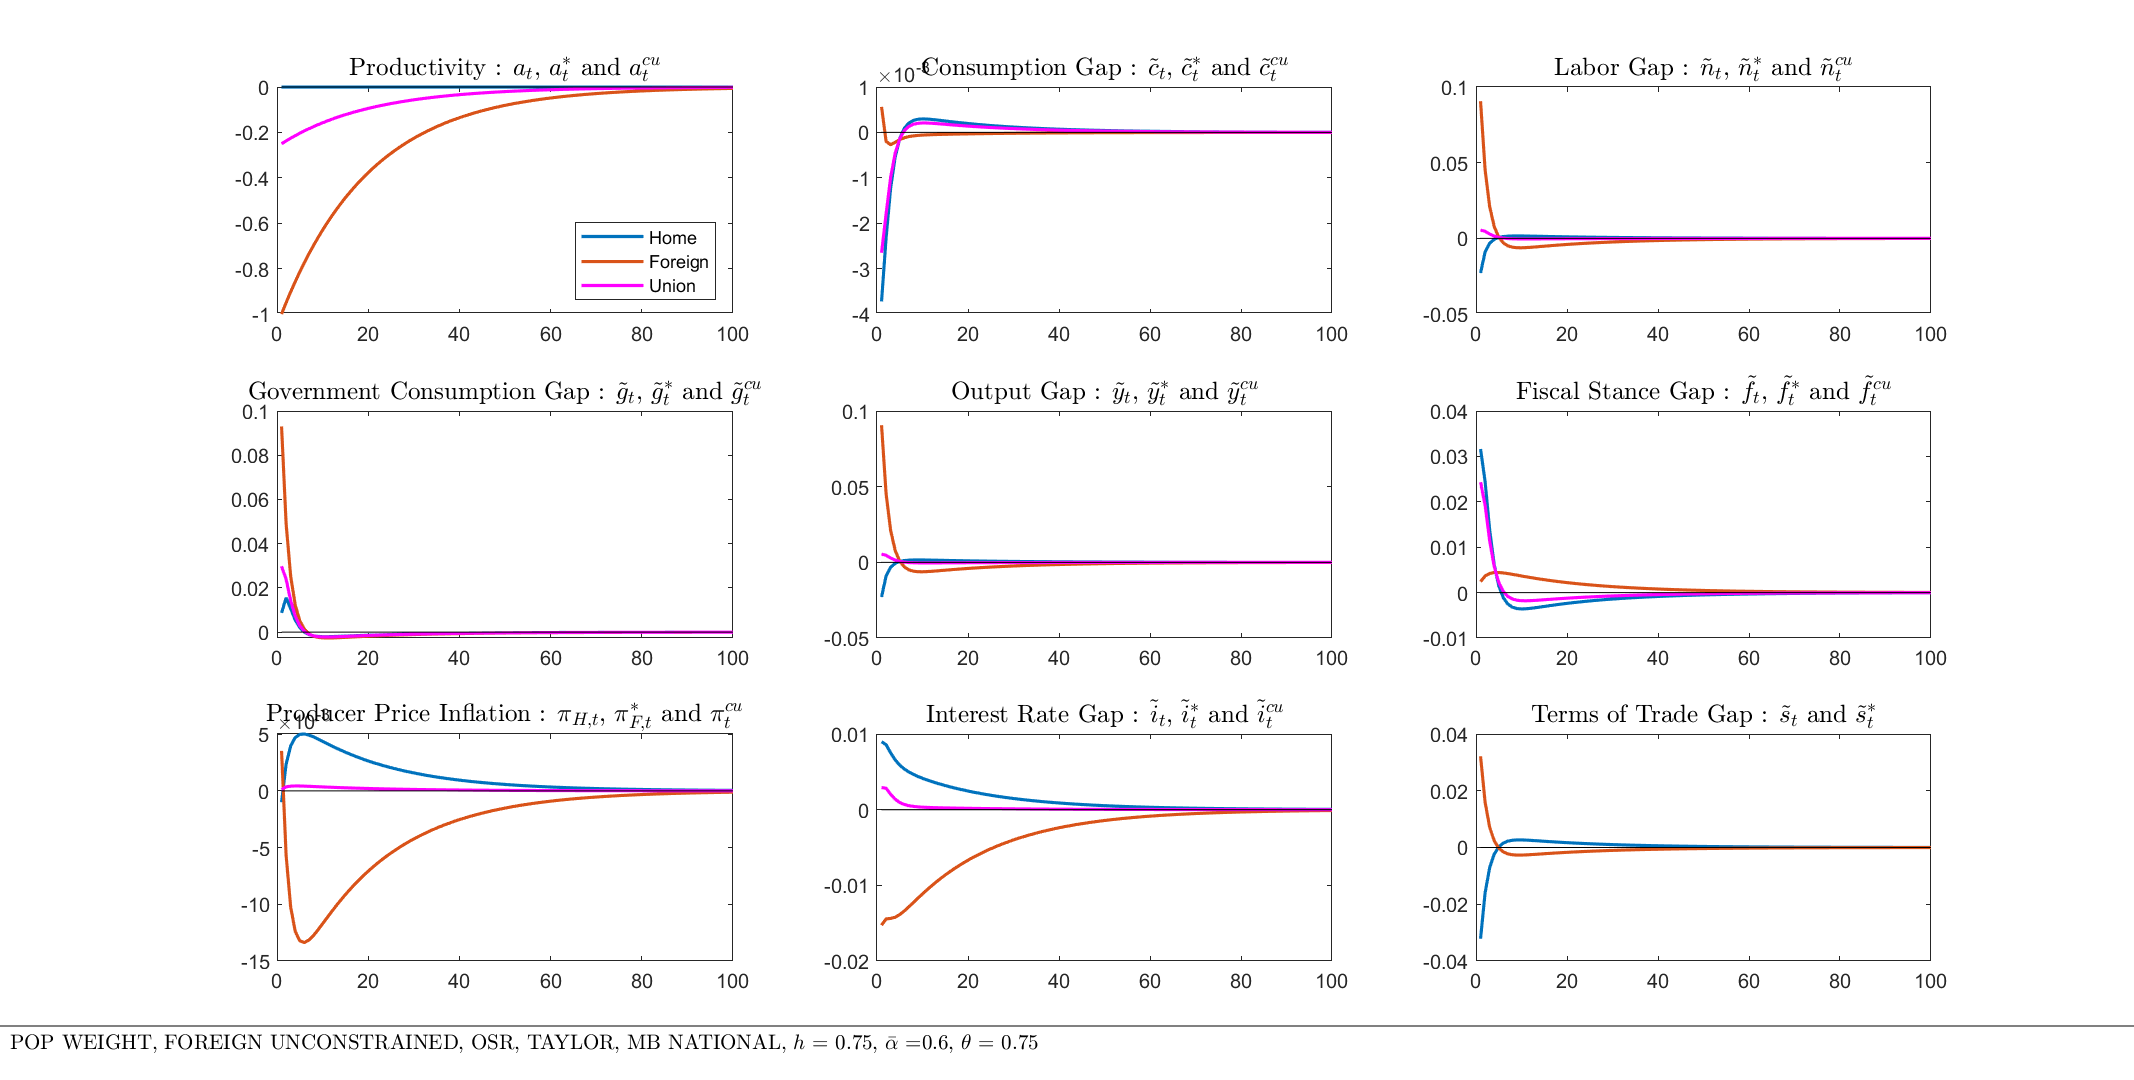 Productivity : a_t, a_t^* and a_t^{cu}
0
-0.2
-0.4
-0.6
-0.8
-1
0 20 40 60 80 100
Home
Foreign
Union
Consumption Gap : c̃_t, c̃_t^* and c̃_t^{cu}
×10^{-3}
1
0
-1
-2
-3
-4
0 20 40 60 80 100
Labor Gap : ñ_t, ñ_t^* and ñ_t^{cu}
0.1
0.05
0
-0.05
0 20 40 60 80 100
Government Consumption Gap : g̃_t, g̃_t^* and g̃_t^{cu}
0.1
0.08
0.06
0.04
0.02
0
0 20 40 60 80 100
Output Gap : ỹ_t, ỹ_t^* and ỹ_t^{cu}
0.1
0.05
0
-0.05
0 20 40 60 80 100
Fiscal Stance Gap : f̃_t, f̃_t^* and f̃_t^{cu}
0.04
0.03
0.02
0.01
0
-0.01
0 20 40 60 80 100
Producer Price Inflation : π_{H,t}, π_{F,t}^* and π_t^{cu}
×10^{-3}
5
0
-5
-10
-15
0 20 40 60 80 100
Interest Rate Gap : ĩ_t, ĩ_t^* and ĩ_t^{cu}
0.01
0
-0.01
-0.02
0 20 40 60 80 100
Terms of Trade Gap : s̃_t and s̃_t^*
0.04
0.02
0
-0.02
-0.04
0 20 40 60 80 100
POP WEIGHT, FOREIGN UNCONSTRAINED, OSR, TAYLOR, MB NATIONAL, h = 0.75, ᾱ =0.6, θ = 0.75